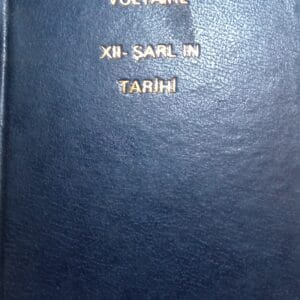 VOLTAIRE
XII- ŞARL IN
TARİHİ